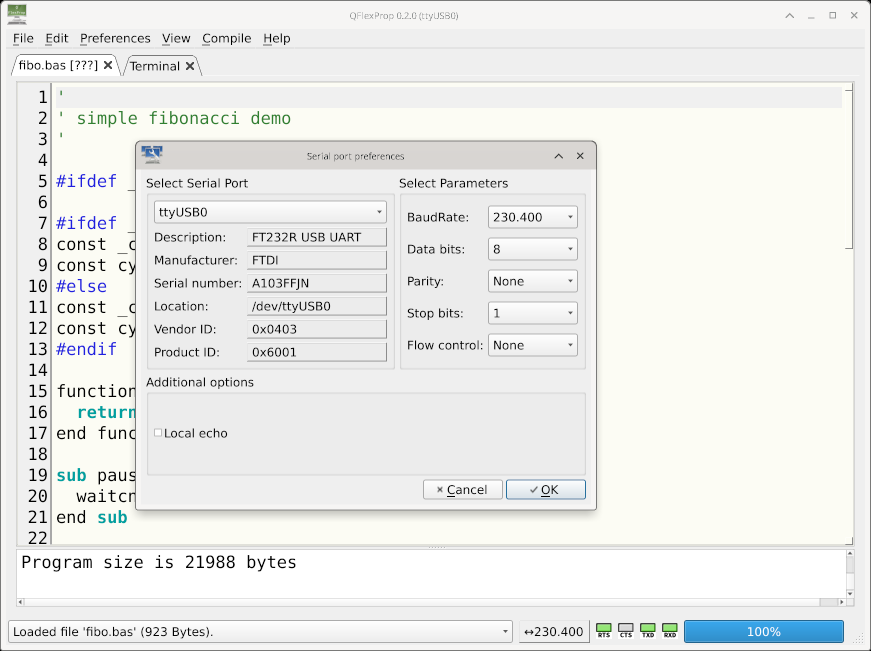 QFlexProp 0.2.0 (ttyUSB0)
File Edit Preferences View Compile Help
fibo.bas [???] Terminal
1 '
2 ' simple fibonacci demo
3 '
4
5 #ifdef _
6
7 #ifdef _
8 const _c
9 const cy
10 #else
11 const _c
12 const cy
13 #endif
14
15 function
16 return
17 end func
18
19 sub paus
20 waitcn
21 end sub
22
Serial port preferences
Select Serial Port
ttyUSB0
Description: FT232R USB UART
Manufacturer: FTDI
Serial number: A103FFJN
Location: /dev/ttyUSB0
Vendor ID: 0x0403
Product ID: 0x6001
Select Parameters
BaudRate: 230.400
Data bits: 8
Parity: None
Stop bits: 1
Flow control: None
Additional options
Local echo
Cancel OK
Program size is 21988 bytes
Loaded file 'fibo.bas' (923 Bytes). ↔230.400 RTS CTS TXD RXD 100%